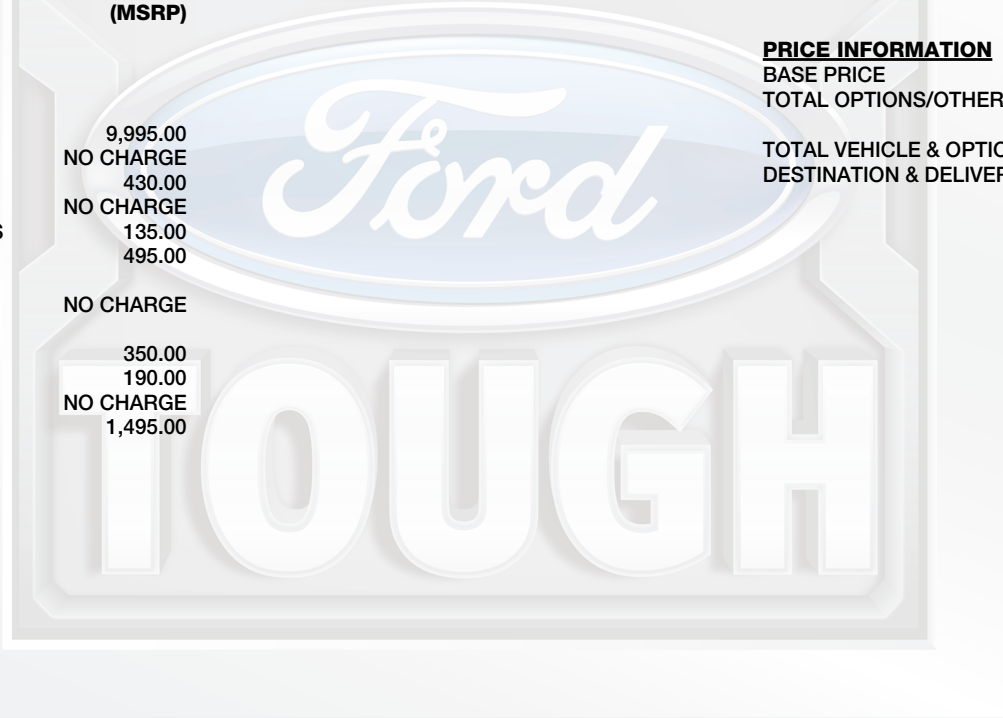 (MSRP)
9,995.00
NO CHARGE
430.00
NO CHARGE
S 135.00
495.00
NO CHARGE
350.00
190.00
NO CHARGE
1,495.00
PRICE INFORMATION
BASE PRICE
TOTAL OPTIONS/OTHER
TOTAL VEHICLE & OPTIO
DESTINATION & DELIVER
Ford
TOUGH